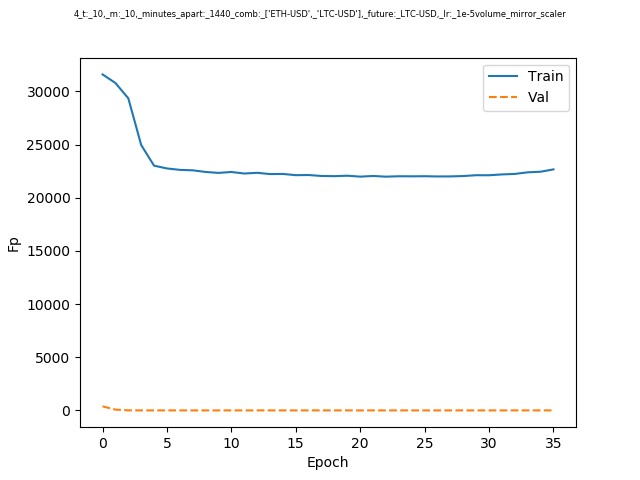 4_t:_10,_m:_10,_minutes_apart:_1440_comb:_['ETH-USD',_'LTC-USD'],_future:_LTC-USD,_lr:_1e-5volume_mirror_scaler
Train
Val
30000
25000
20000
15000
10000
5000
0
Fp
0 5 10 15 20 25 30 35
Epoch